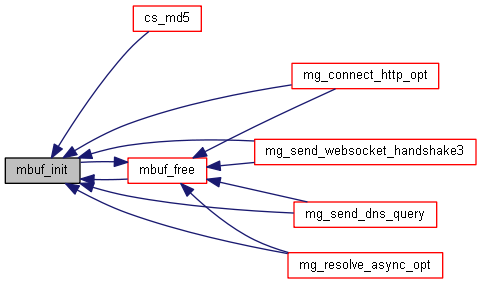 cs_md5
mg_connect_http_opt
mg_send_websocket_handshake3
mbuf_init
mbuf_free
mg_send_dns_query
mg_resolve_async_opt